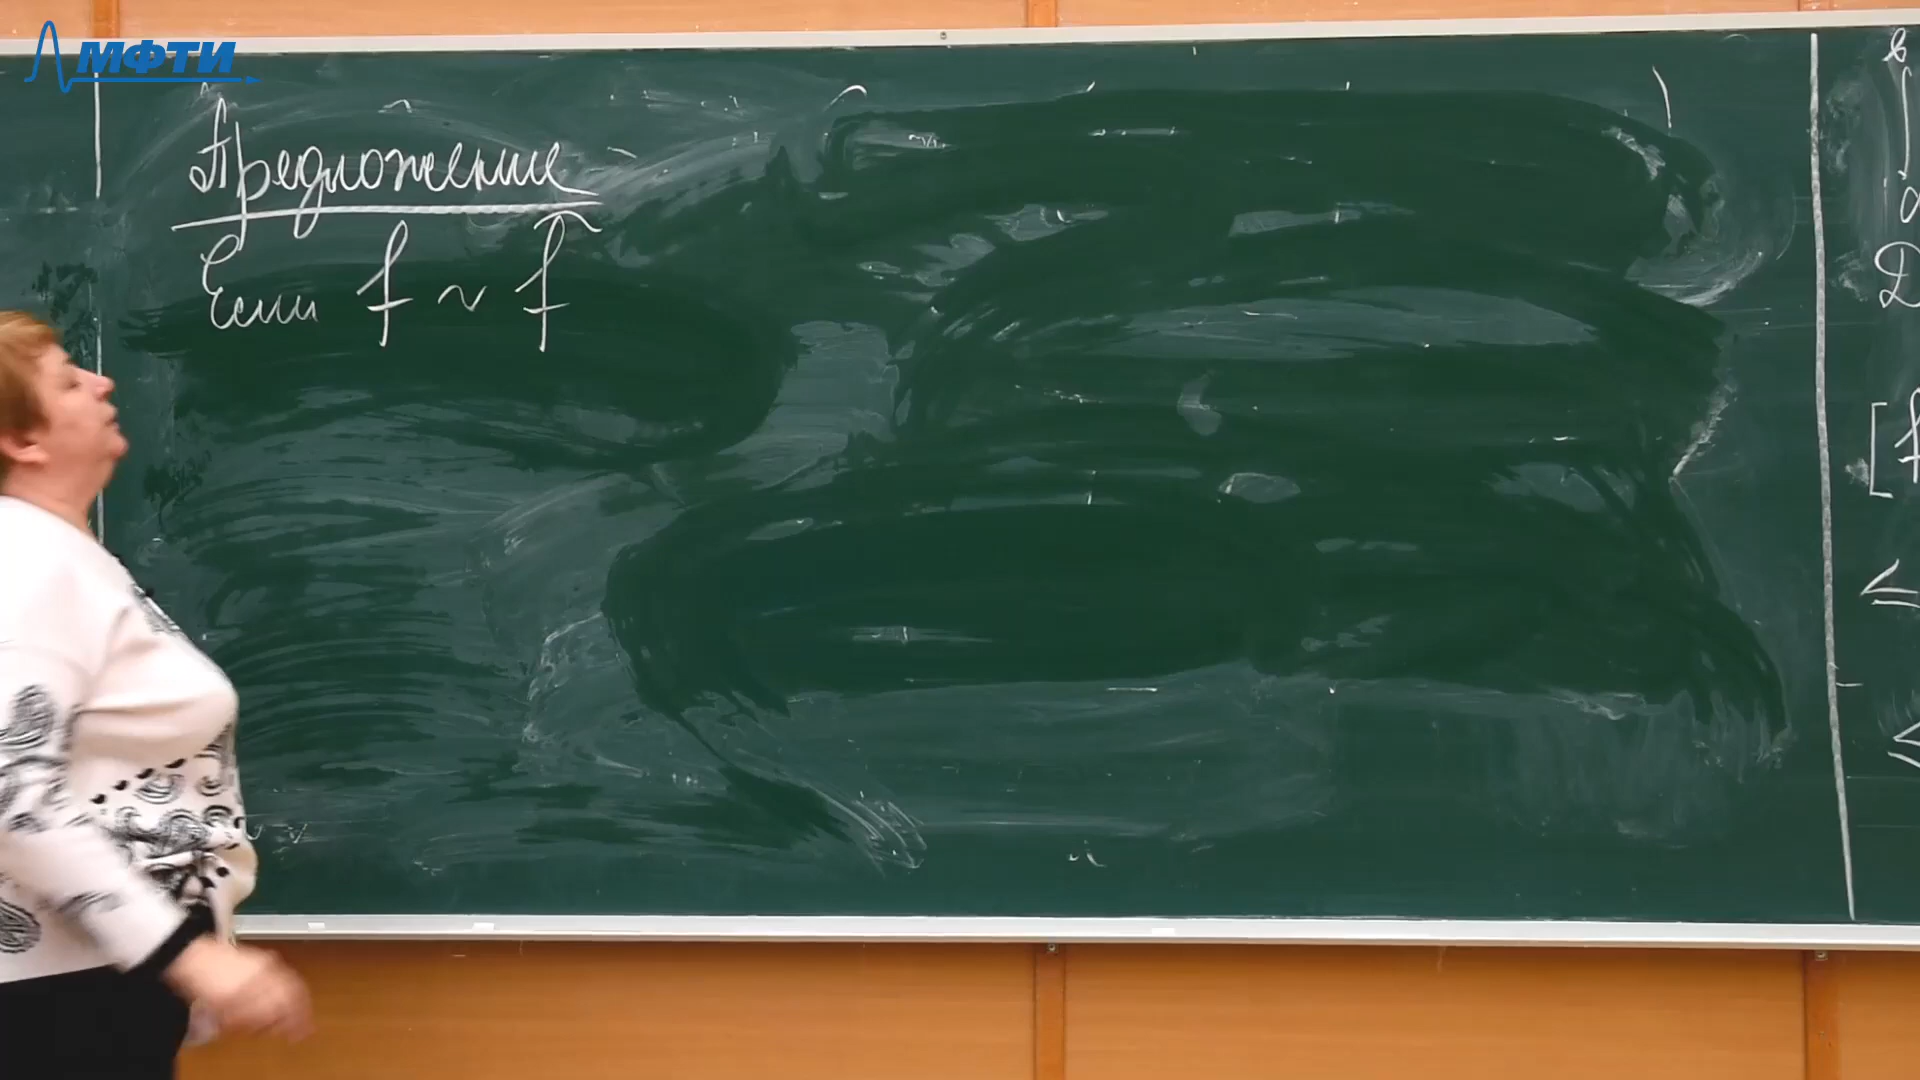 МФТИ
Предложение
Если f ~ f̂
[f
≤